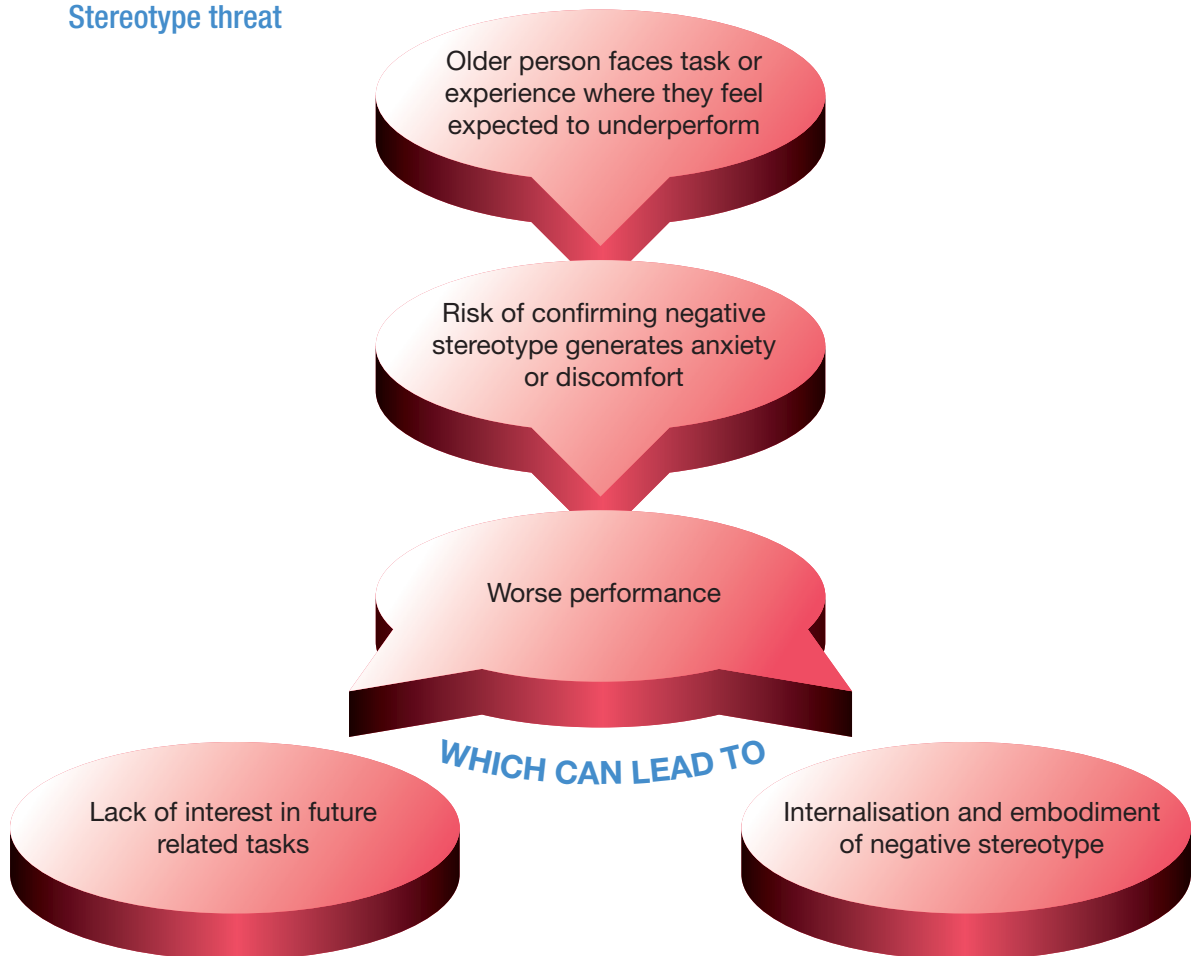 Stereotype threat
Older person faces task or
experience where they feel
expected to underperform
Risk of confirming negative
stereotype generates anxiety
or discomfort
Worse performance
WHICH CAN LEAD TO
Lack of interest in future
related tasks
Internalisation and embodiment
of negative stereotype